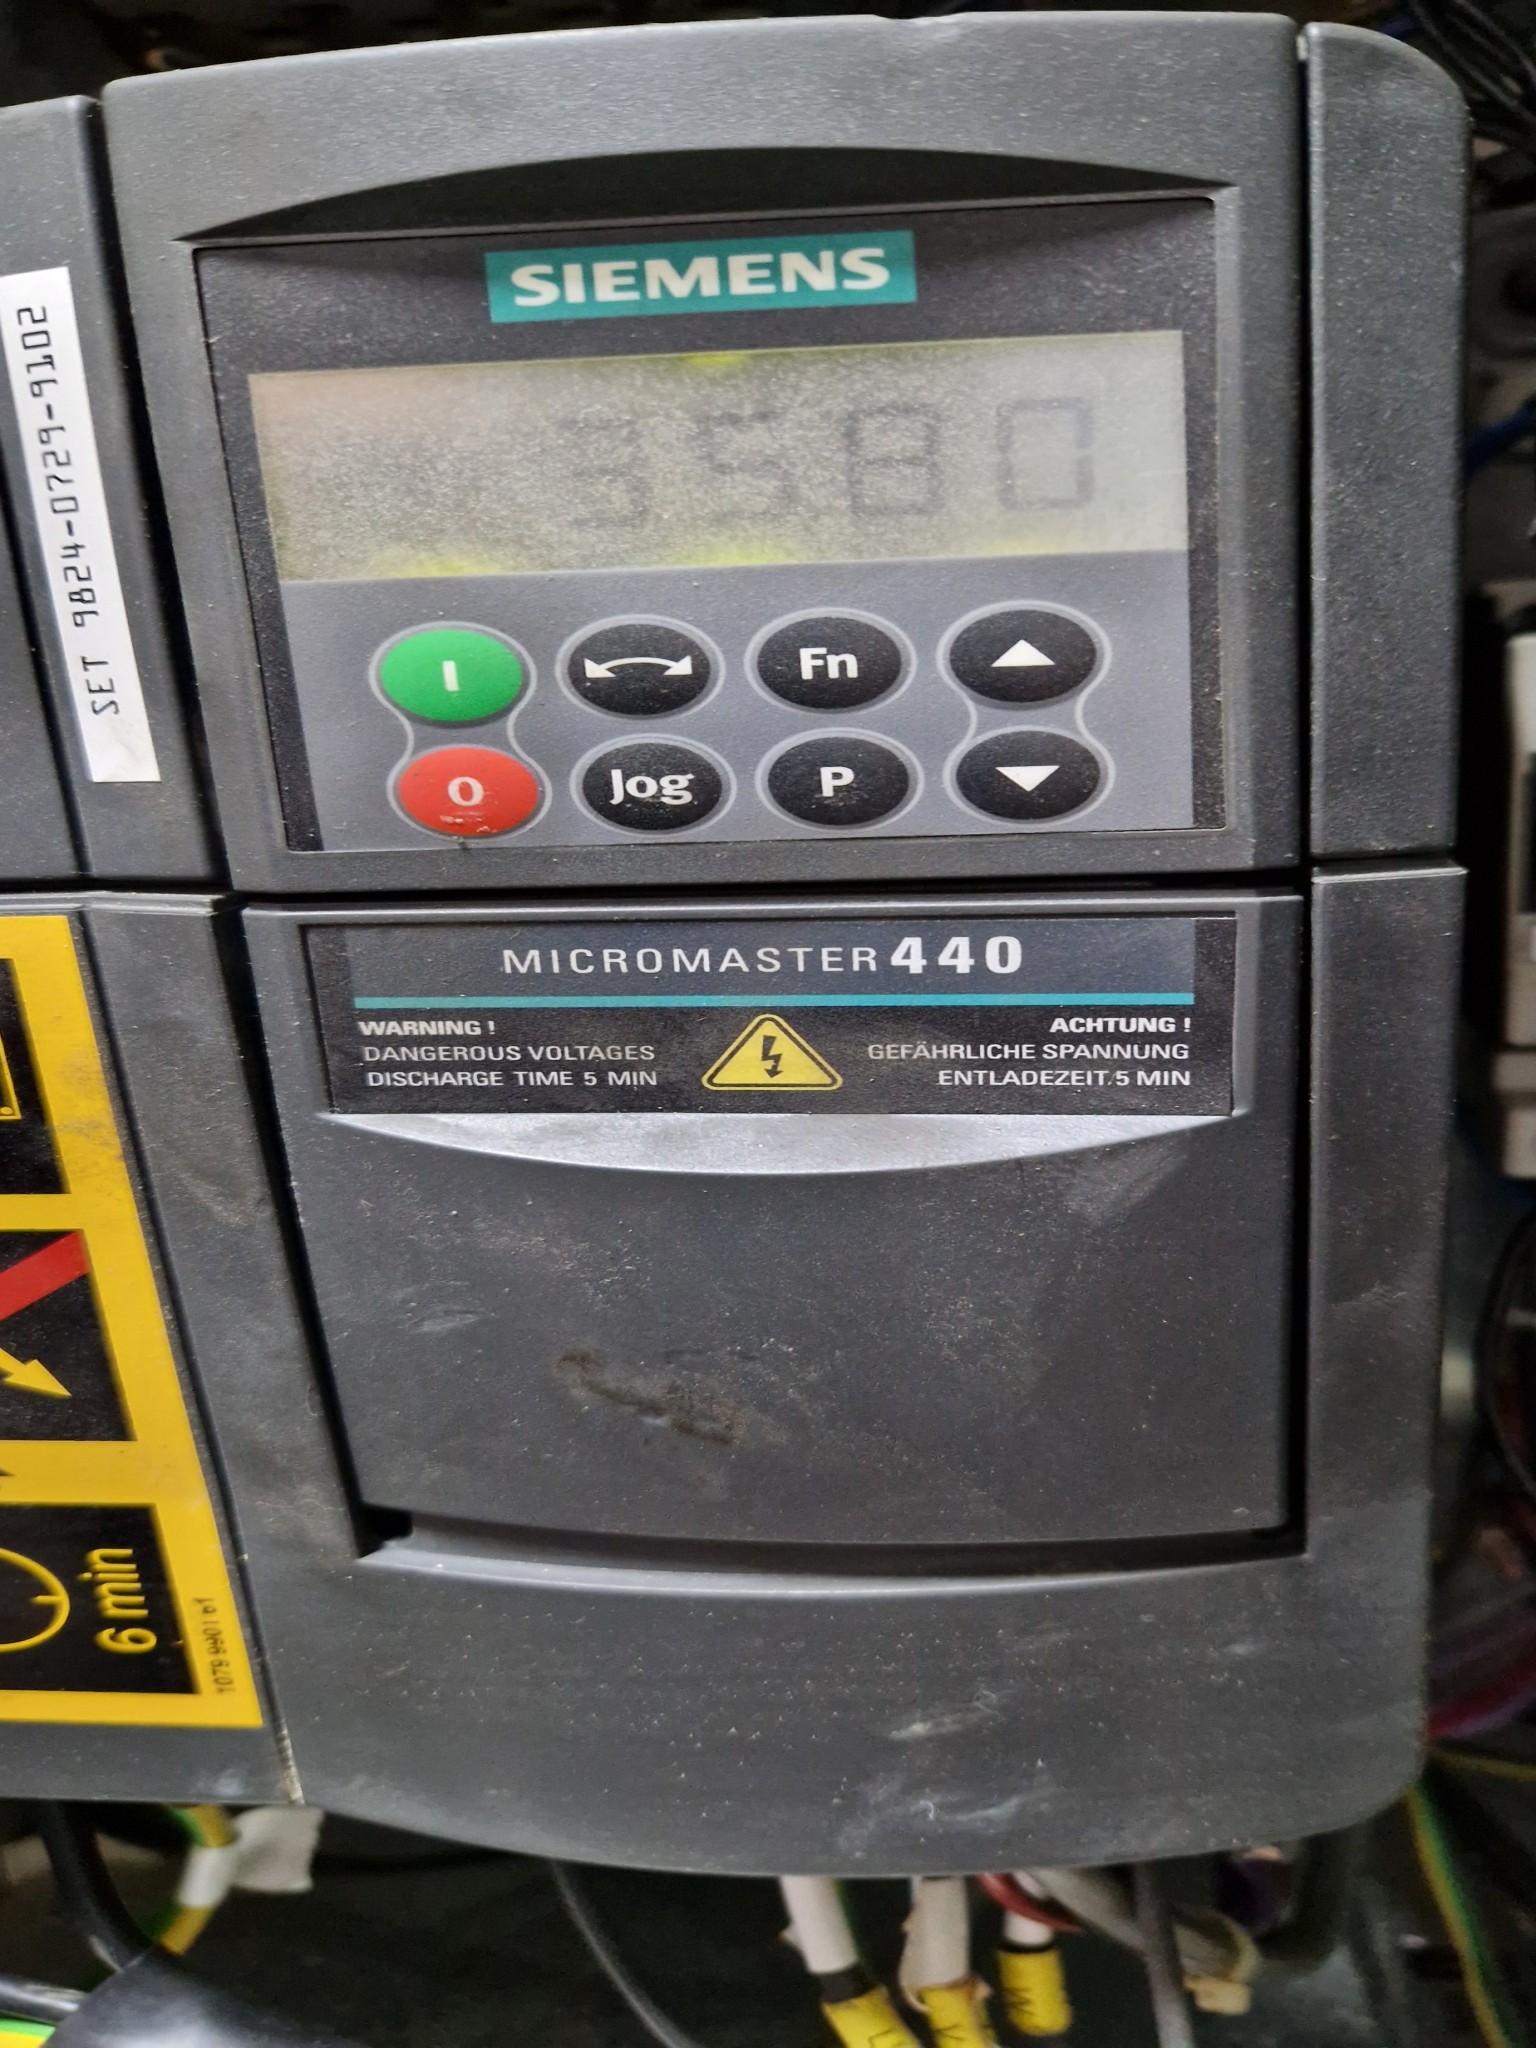 SIEMENS
3580
SET 9824-0729-9102
I
Fn
0
Jog
P
MICROMASTER 440
WARNING !
DANGEROUS VOLTAGES
DISCHARGE TIME 5 MIN
ACHTUNG !
GEFÄHRLICHE SPANNUNG
ENTLADEZEIT 5 MIN
6 min